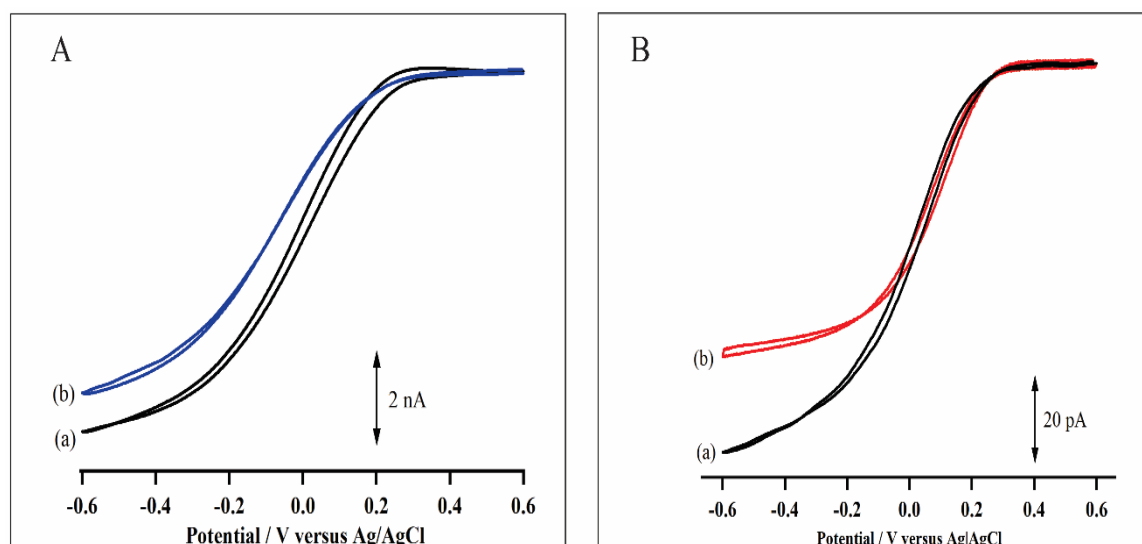 A
(b)
(a)
2 nA
-0.6 -0.4 -0.2 0.0 0.2 0.4 0.6
Potential / V versus Ag/AgCl
B
(b)
(a)
20 pA
-0.6 -0.4 -0.2 0.0 0.2 0.4 0.6
Potential / V versus Ag|AgCl